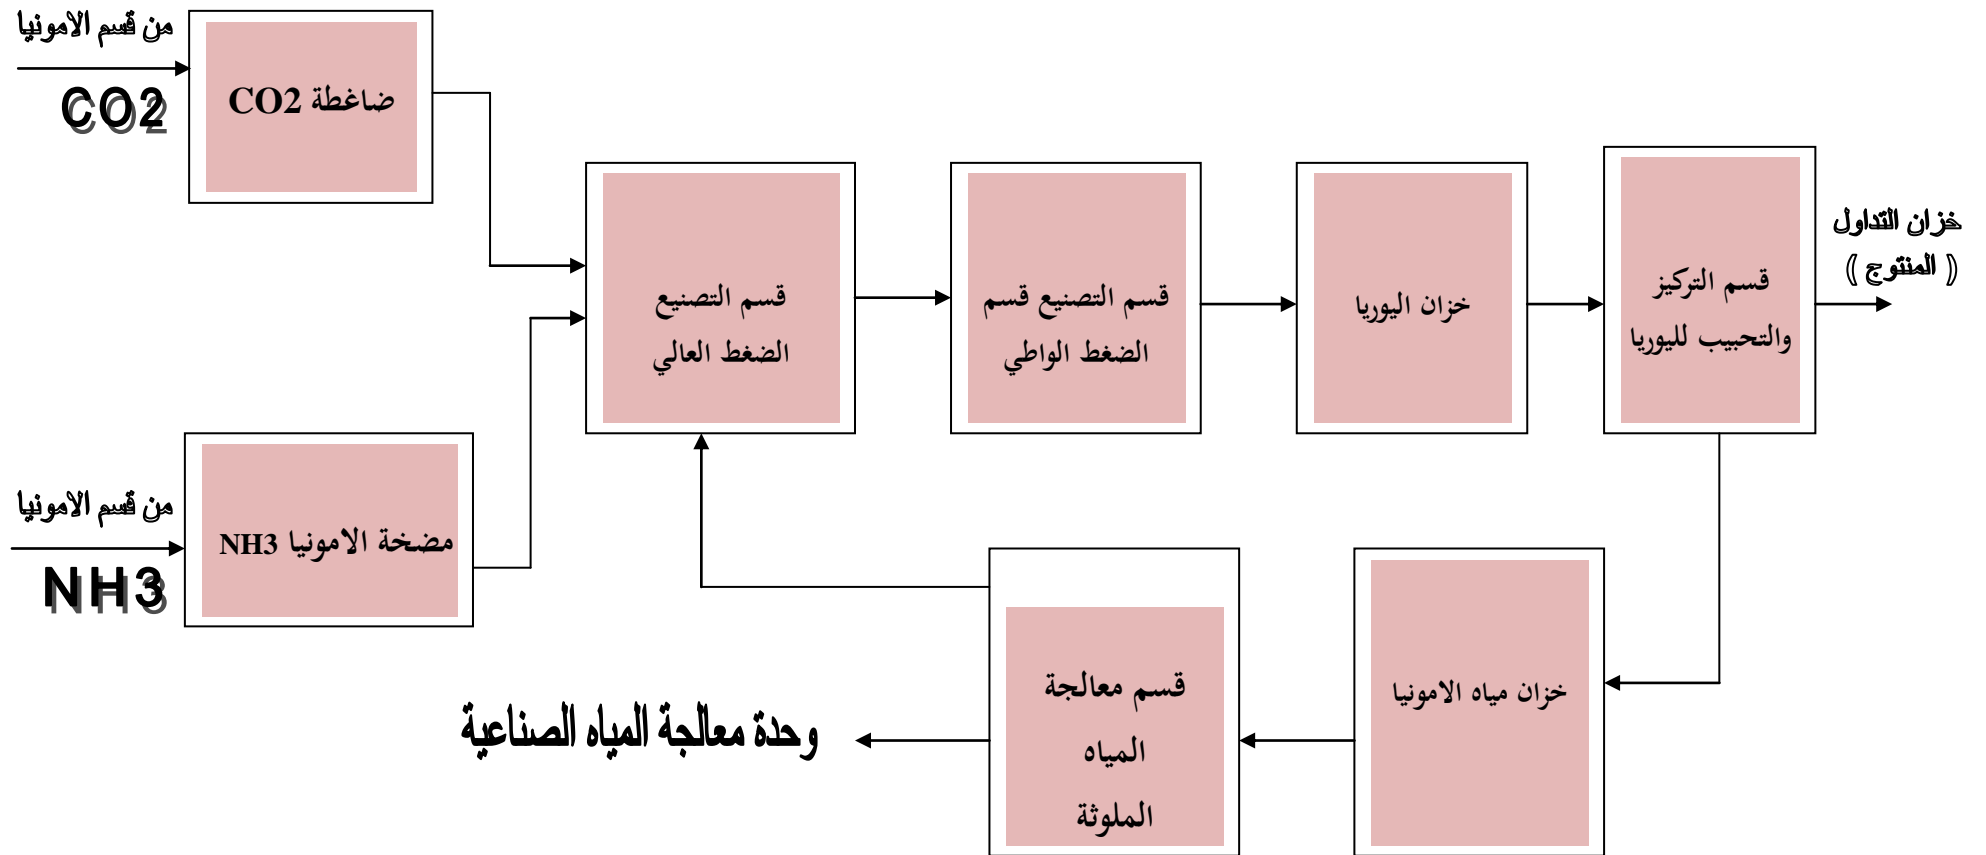 من قسم الامونيا
CO2
ضاغطة CO2
من قسم الامونيا
NH3
مضخة الامونيا NH3
قسم التصنيع
الضغط العالي
قسم التصنيع قسم
الضغط الواطي
خزان اليوريا
قسم التركيز
والتحبيب لليوريا
خزان التداول
( المنتوج )
خزان مياه الامونيا
قسم معالجة
المياه
الملوثة
وحدة معالجة المياه الصناعية